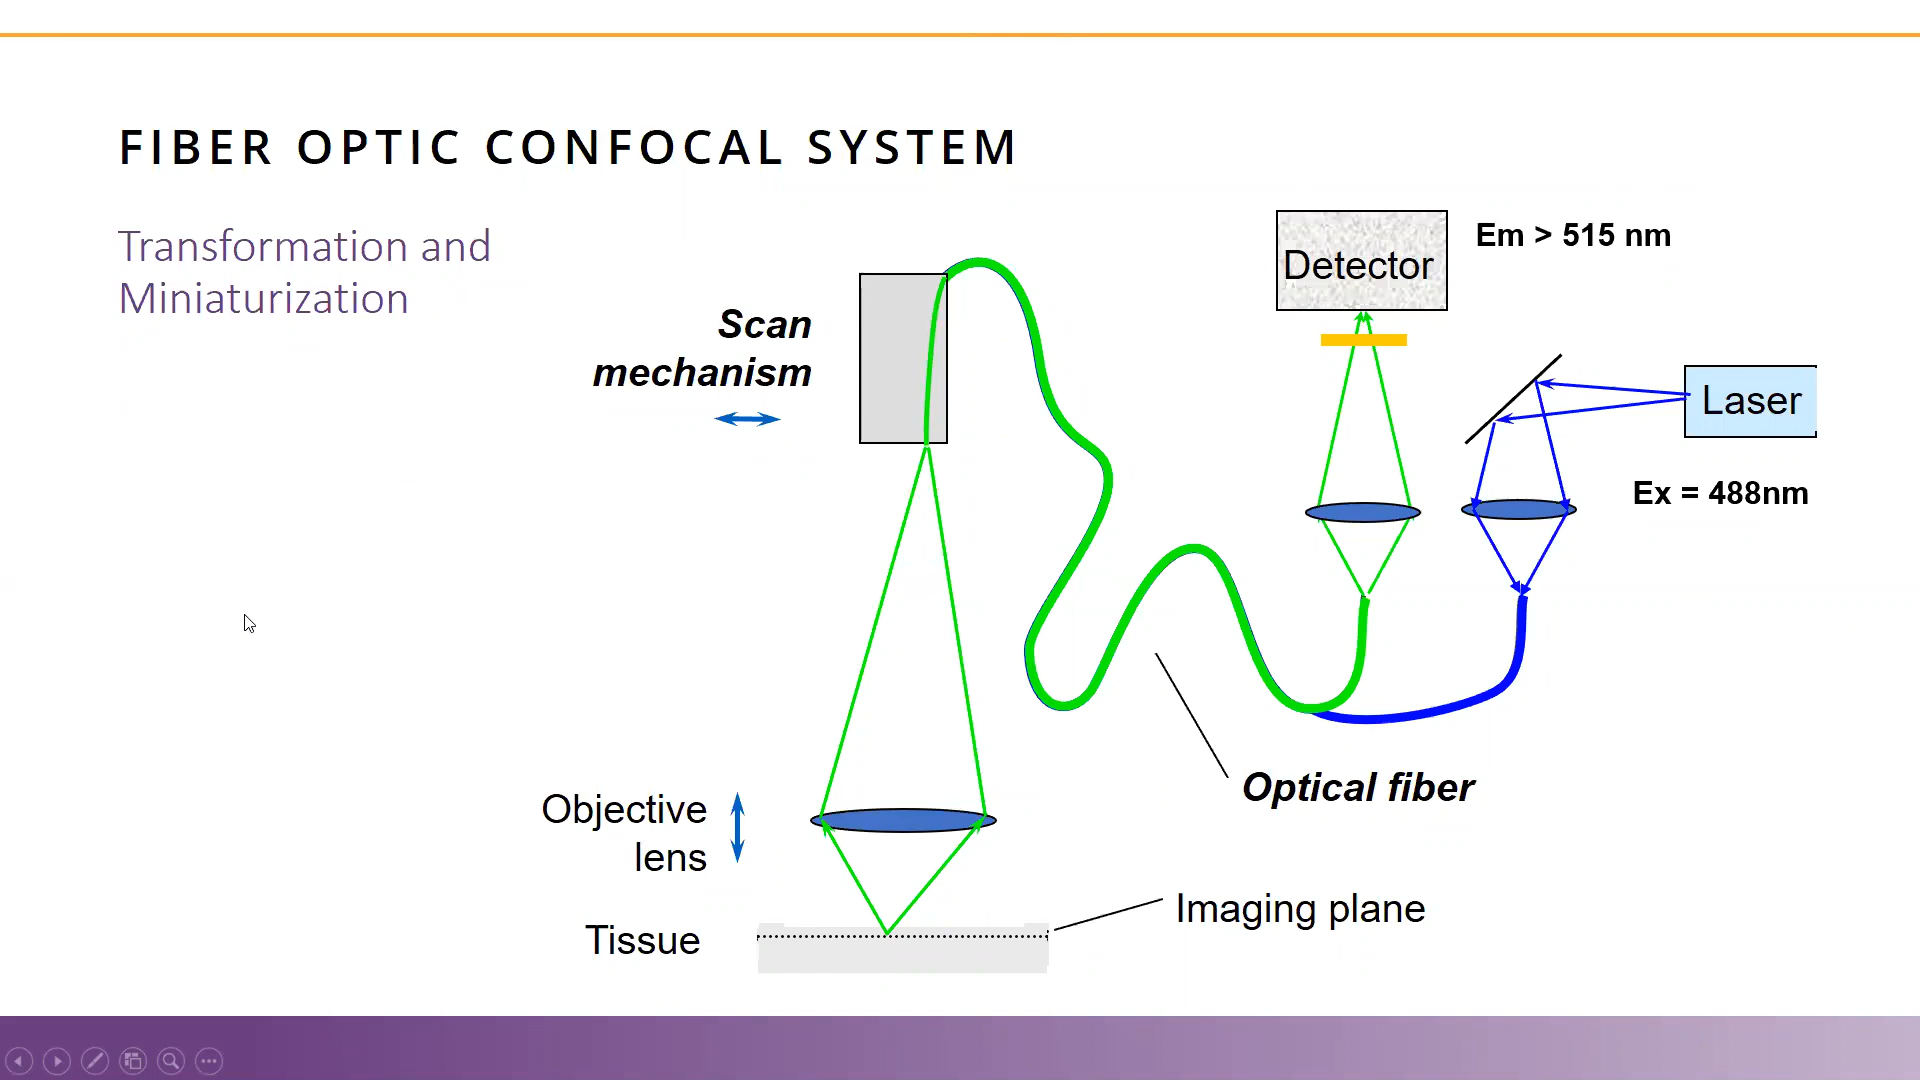 FIBER OPTIC CONFOCAL SYSTEM
Transformation and
Miniaturization
Scan
mechanism
Detector
Em > 515 nm
Laser
Ex = 488nm
Optical fiber
Objective
lens
Tissue
Imaging plane